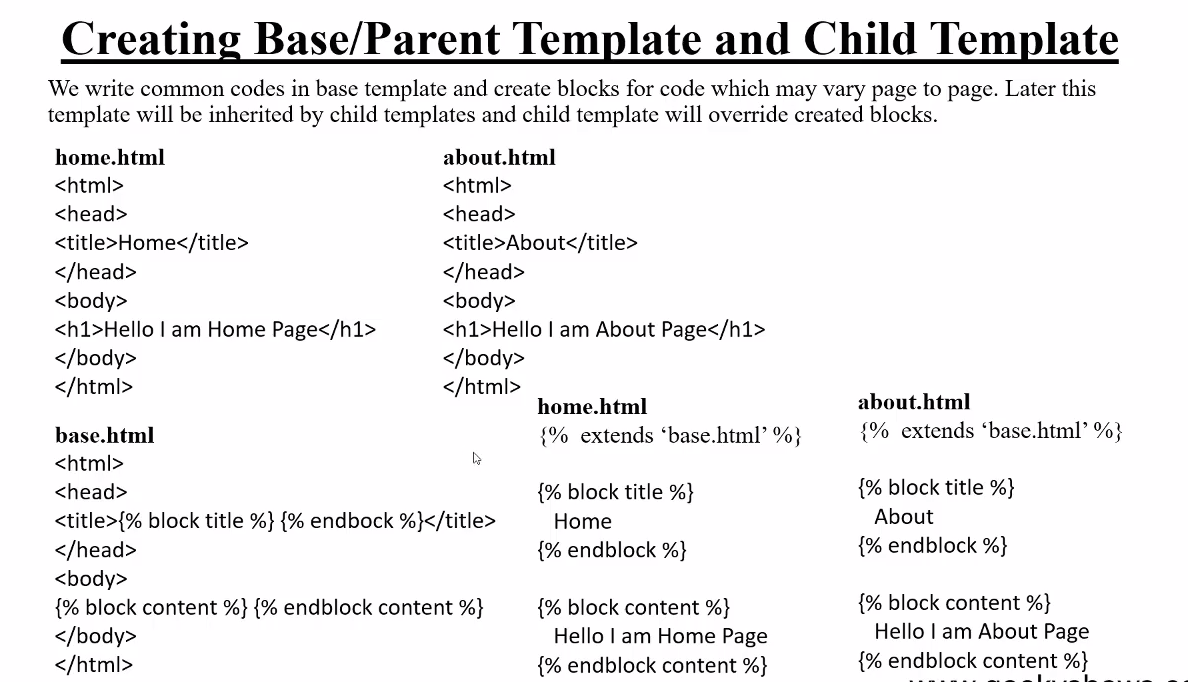 Creating Base/Parent Template and Child Template
We write common codes in base template and create blocks for code which may vary page to page. Later this
template will be inherited by child templates and child template will override created blocks.
home.html
<html>
<head>
<title>Home</title>
</head>
<body>
<h1>Hello I am Home Page</h1>
</body>
</html>
about.html
<html>
<head>
<title>About</title>
</head>
<body>
<h1>Hello I am About Page</h1>
</body>
</html>
base.html
<html>
<head>
<title>{% block title %} {% endbock %}</title>
</head>
<body>
{% block content %} {% endblock content %}
</body>
</html>
home.html
{% extends ‘base.html’ %}
{% block title %}
Home
{% endblock %}
{% block content %}
Hello I am Home Page
{% endblock content %}
about.html
{% extends ‘base.html’ %}
{% block title %}
About
{% endblock %}
{% block content %}
Hello I am About Page
{% endblock content %}